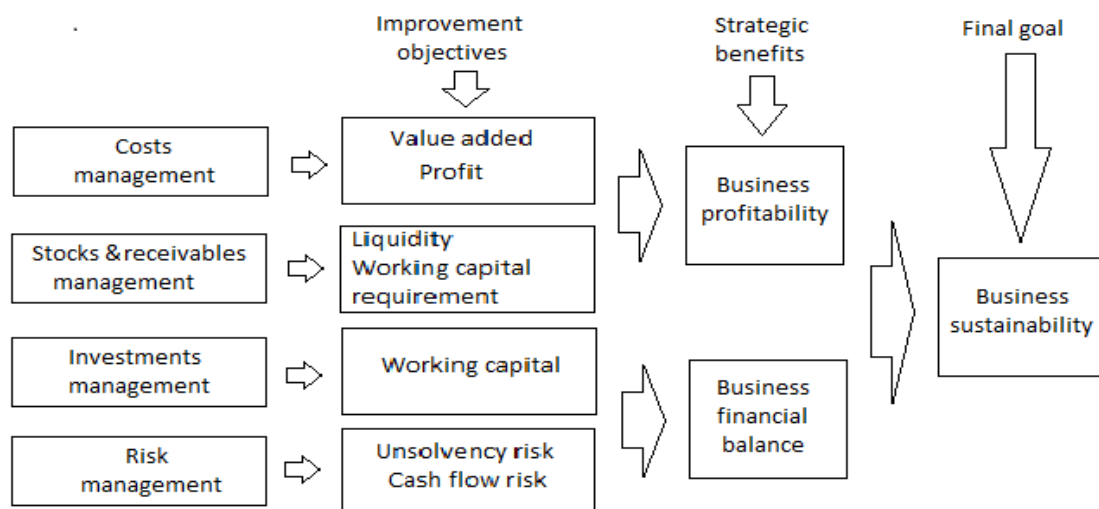 Improvement
objectives
Strategic
benefits
Final goal
Costs
management
Value added
Profit
Business
profitability
Stocks &receivables
management
Liquidity
Working capital
requirement
Business
sustainability
Investments
management
Working capital
Business
financial
balance
Risk
management
Unsolvency risk
Cash flow risk